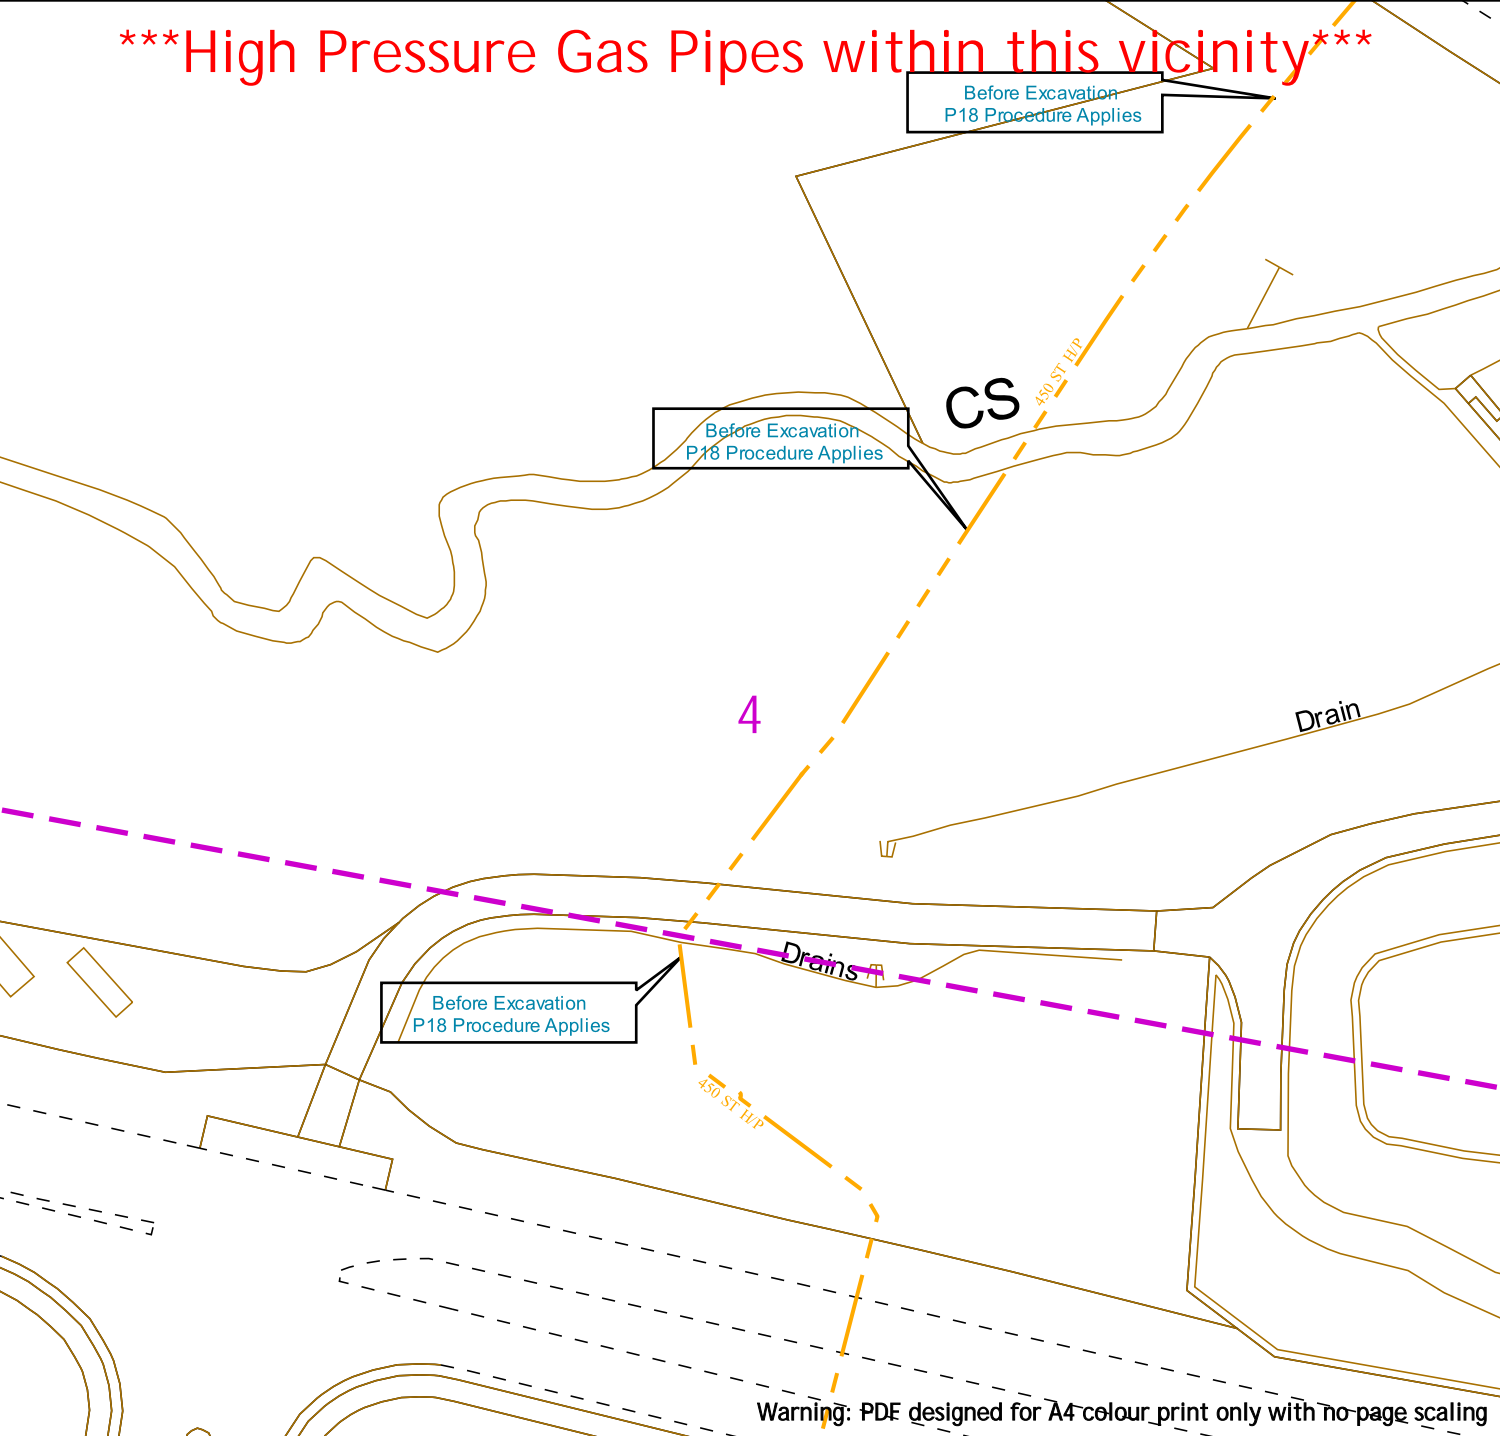 ***High Pressure Gas Pipes within this vicinity***
Before Excavation
P18 Procedure Applies
450 ST H/P
CS
Before Excavation
P18 Procedure Applies
4
Drain
Drains
Before Excavation
P18 Procedure Applies
450 ST H/P
Warning: PDF designed for A4 colour print only with no page scaling